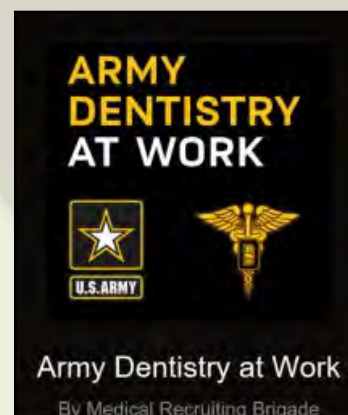 ARMY
DENTISTRY
AT WORK
U.S.ARMY
Army Dentistry at Work
By Medical Recruiting Brigade